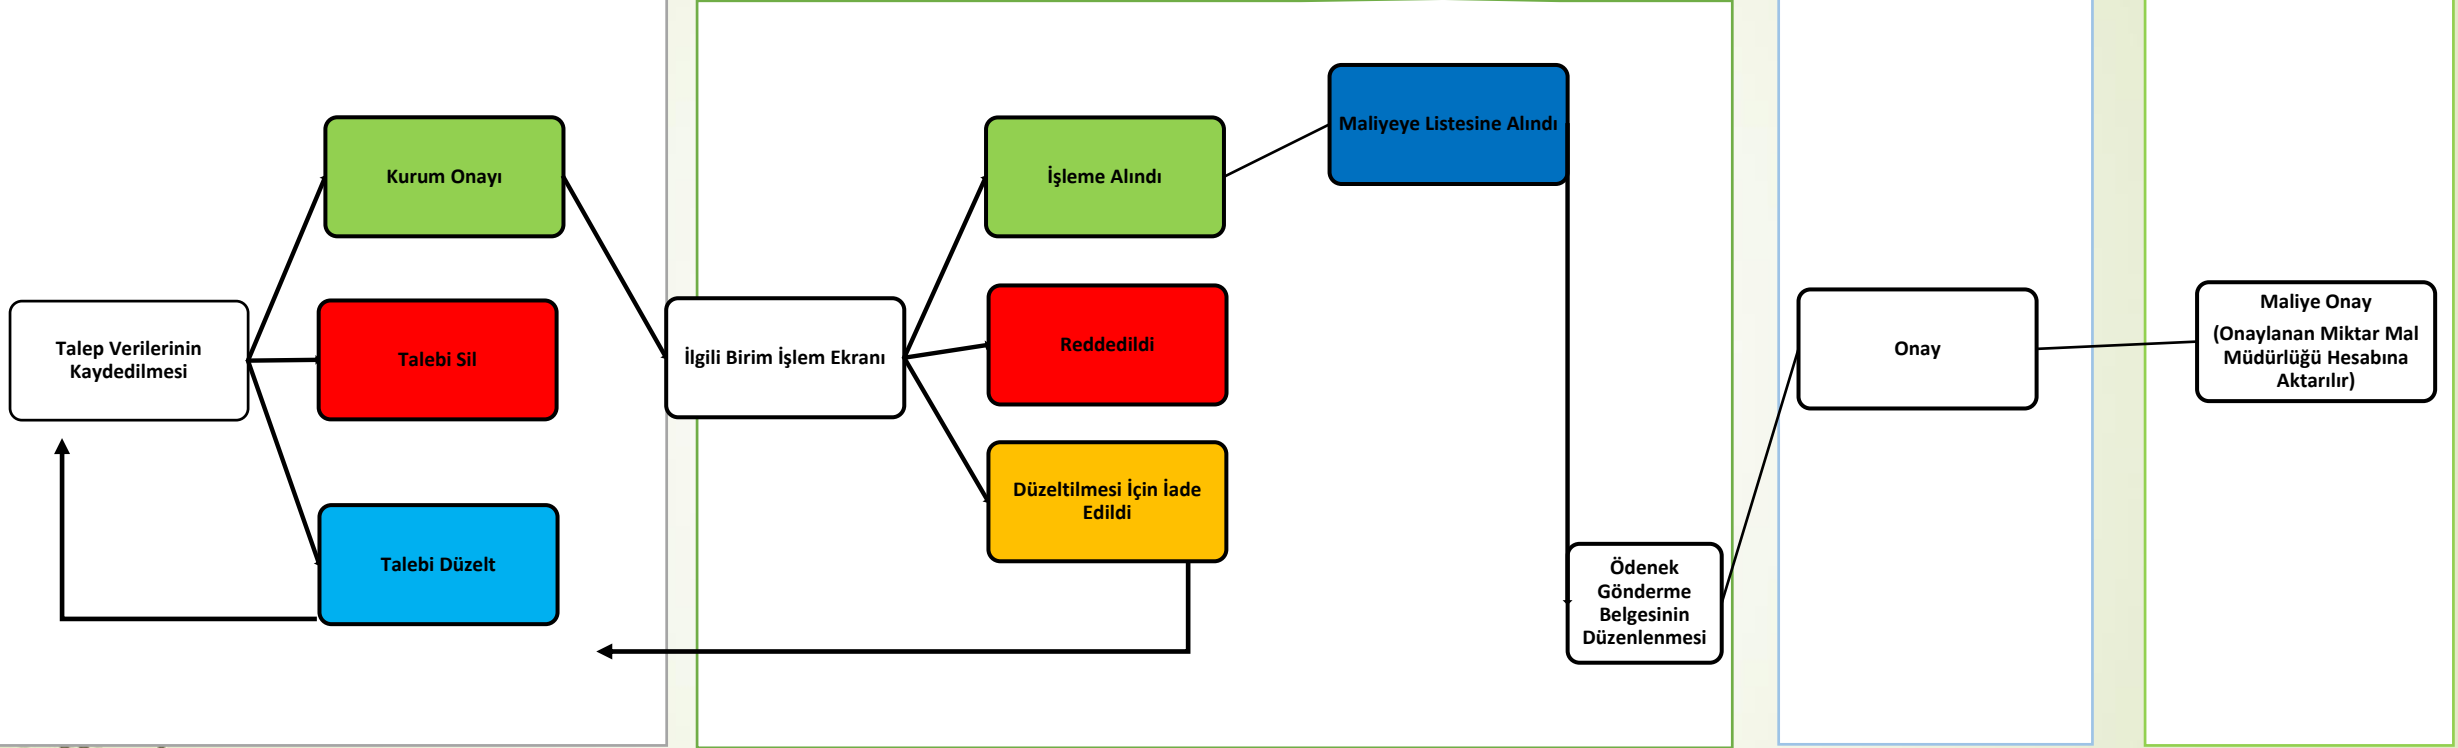 Talep Verilerinin
Kaydedilmesi
Kurum Onayı
Talebi Sil
Talebi Düzelt
İlgili Birim İşlem Ekranı
İşleme Alındı
Reddedildi
Düzeltilmesi İçin İade
Edildi
Maliyeye Listesine Alındı
Ödenek
Gönderme
Belgesinin
Düzenlenmesi
Onay
Maliye Onay
(Onaylanan Miktar Mal
Müdürlüğü Hesabına
Aktarılır)